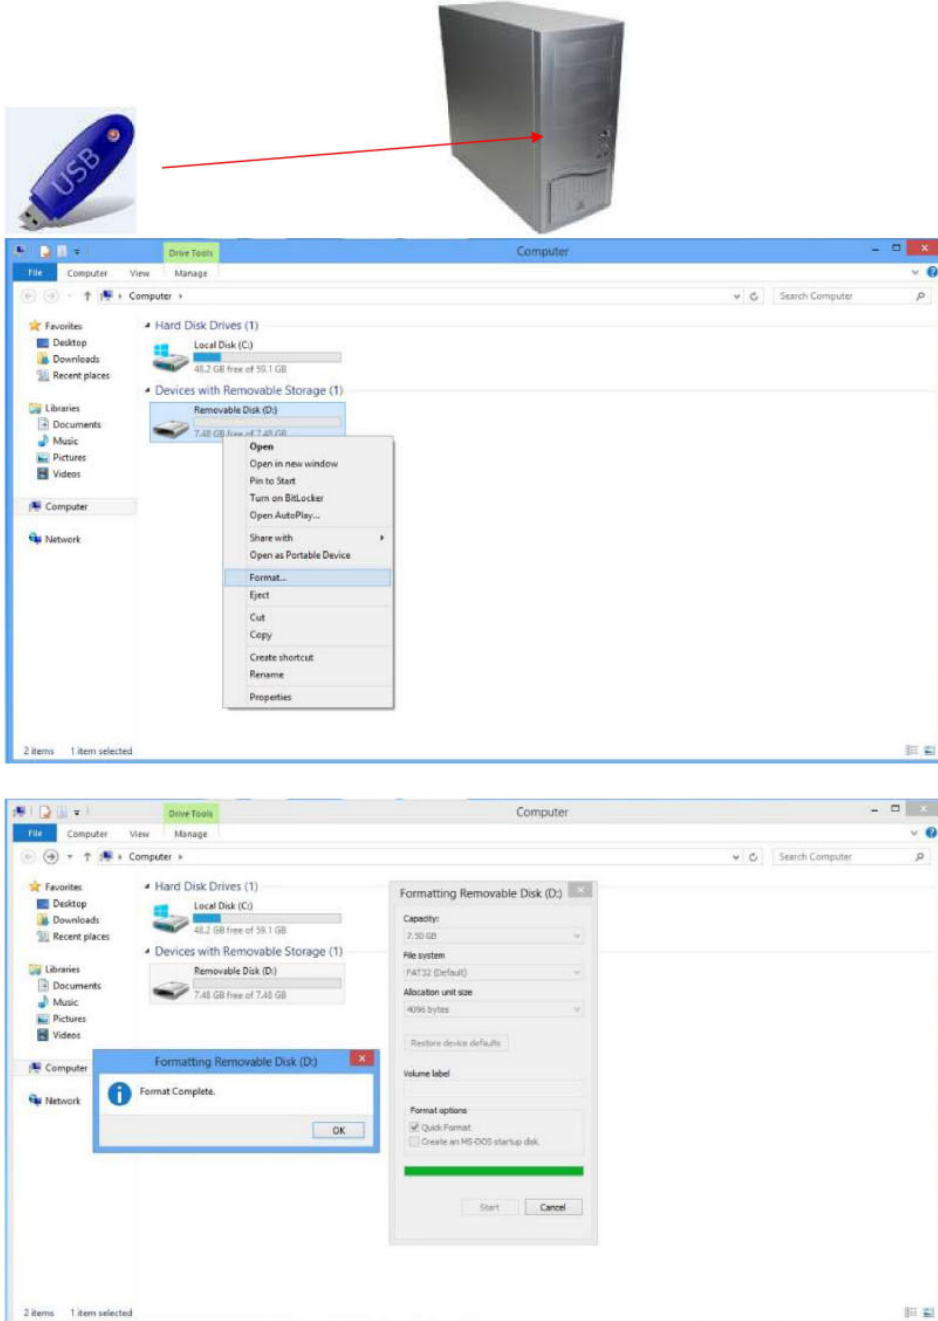 USB
Drive Tools
Computer
File Computer View Manage
Computer
Search Computer
Favorites
Desktop
Downloads
Recent places
Libraries
Documents
Music
Pictures
Videos
Computer
Network
Hard Disk Drives (1)
Local Disk (C:)
48.2 GB free of 59.1 GB
Devices with Removable Storage (1)
Removable Disk (D:)
7.48 GB free of 7.48 GB
Open
Open in new window
Pin to Start
Turn on BitLocker
Open AutoPlay...
Share with
Open as Portable Device
Format...
Eject
Cut
Copy
Create shortcut
Rename
Properties
2 items 1 item selected
Drive Tools
Computer
File Computer View Manage
Computer
Search Computer
Favorites
Desktop
Downloads
Recent places
Libraries
Documents
Music
Pictures
Videos
Computer
Network
Hard Disk Drives (1)
Local Disk (C:)
48.2 GB free of 59.1 GB
Devices with Removable Storage (1)
Removable Disk (D:)
7.48 GB free of 7.48 GB
Formatting Removable Disk (D:)
Format Complete.
OK
Formatting Removable Disk (D:)
Capacity:
7.50 GB
File system
FAT32 (Default)
Allocation unit size
4096 bytes
Restore device defaults
Volume label
Format options
Quick Format
Create an MS-DOS startup disk
Start Cancel
2 items 1 item selected